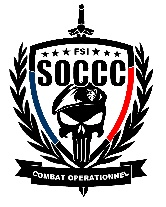 FSI
SOCCC
COMBAT OPERATIONNEL